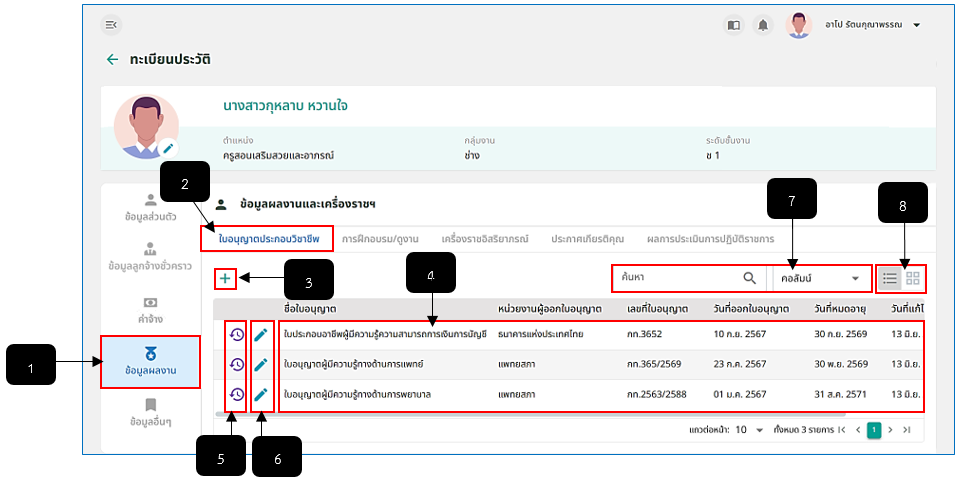 อาโป รัตนกุณาพรรณ
ทะเบียนประวัติ
นางสาวกุหลาบ หวานใจ
ตำแหน่ง กลุ่มงาน ระดับชั้นงาน
ครูสอนเสริมสวยและอาภรณ์ ช่าง ช 1
2
7
8
ข้อมูลส่วนตัว
ข้อมูลผลงานและเครื่องราชฯ
ใบอนุญาตประกอบวิชาชีพ การฝึกอบรม/ดูงาน เครื่องราชอิสริยาภรณ์ ประกาศเกียรติคุณ ผลการประเมินการปฏิบัติราชการ
ข้อมูลลูกจ้างชั่วคราว
3
4
ค้นหา คอลัมน์
ค่าจ้าง
ชื่อใบอนุญาต หน่วยงานผู้ออกใบอนุญาต เลขที่ใบอนุญาต วันที่ออกใบอนุญาต วันที่หมดอายุ วันที่แก้ไ
ใบประกอบอาชีพผู้มีความรู้ความสามารถการเงินการบัญชี ธนาคารแห่งประเทศไทย กก.3652 10 ก.ย. 2567 30 ก.ย. 2569 13 มิ.ย.
1
ข้อมูลผลงาน
ใบอนุญาตผู้มีความรู้ด้านการแพทย์ แพทยสภา กก.365/2569 23 ก.ค. 2567 30 พ.ย. 2569 13 มิ.ย.
ใบอนุญาตผู้มีความรู้ทางด้านการพยาบาล แพทยสภา กก.2563/2588 01 ม.ค. 2567 31 ส.ค. 2571 13 มิ.ย.
ข้อมูลอื่นๆ
แถวต่อหน้า: 10 ทั้งหมด 3 รายการ 1
5
6